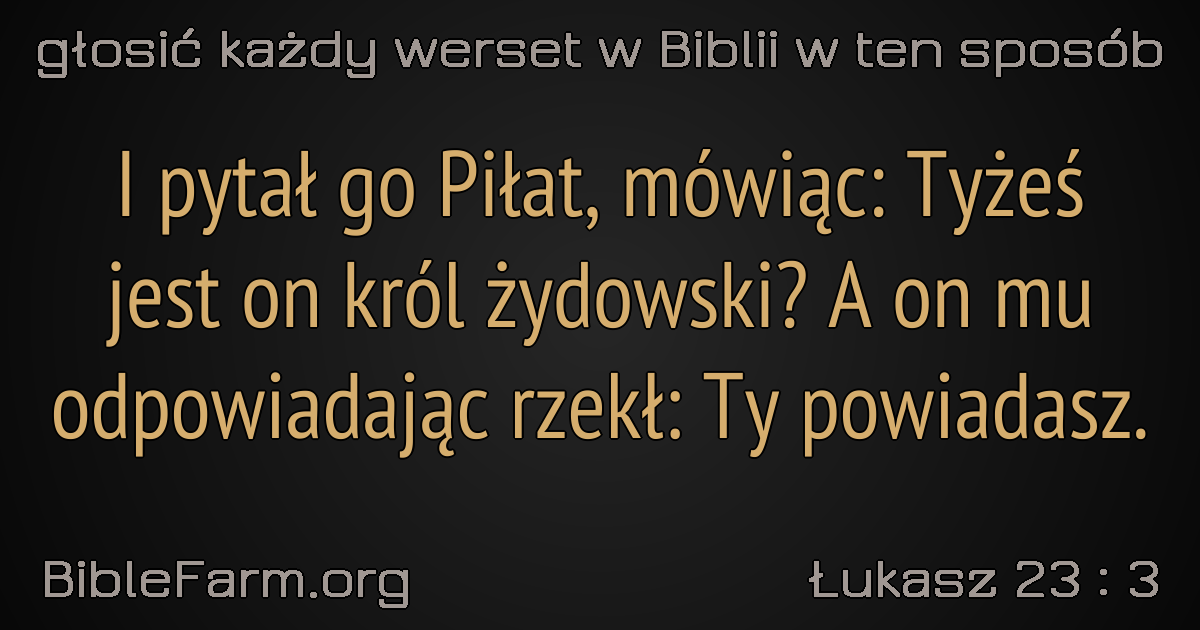 głosić każdy werset w Biblii w ten sposób
I pytał go Piłat, mówiąc: Tyżeś
jest on król żydowski? A on mu
odpowiadając rzekł: Ty powiadasz.
BibleFarm.org
Łukasz 23 : 3